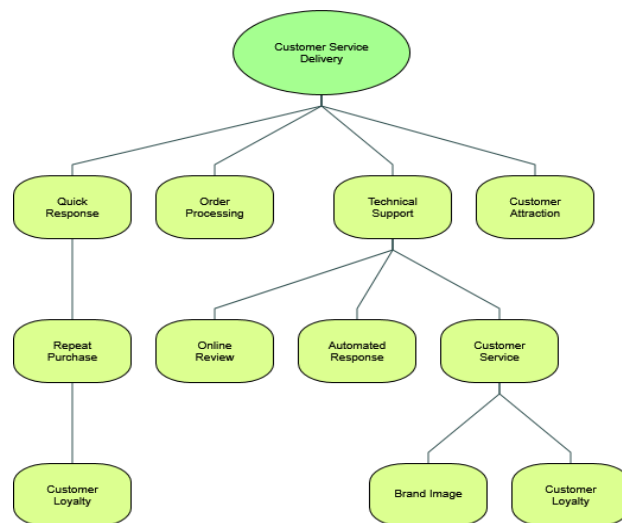 Customer Service
Delivery
Quick
Response
Order
Processing
Technical
Support
Customer
Attraction
Repeat
Purchase
Online
Review
Automated
Response
Customer
Service
Customer
Loyalty
Brand Image
Customer
Loyalty